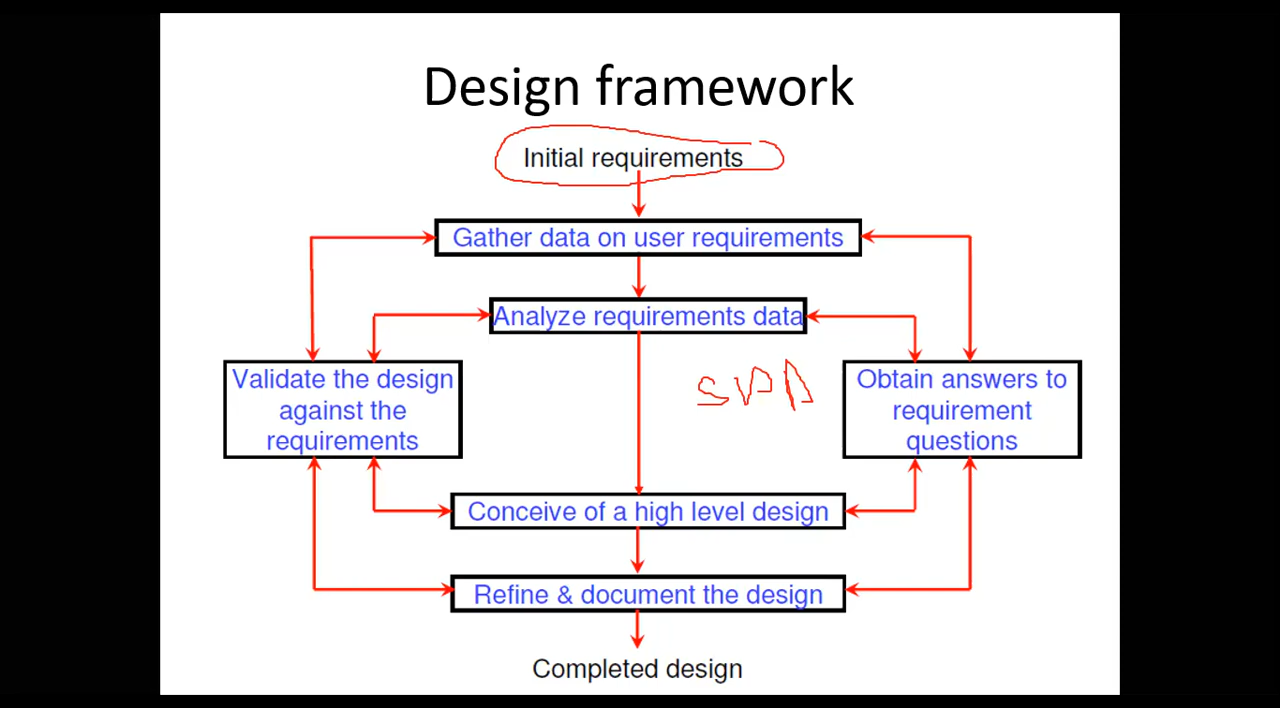 Design framework
Initial requirements
Gather data on user requirements
Analyze requirements data
Validate the design
against the
requirements
Obtain answers to
requirement
questions
Conceive of a high level design
Refine & document the design
Completed design